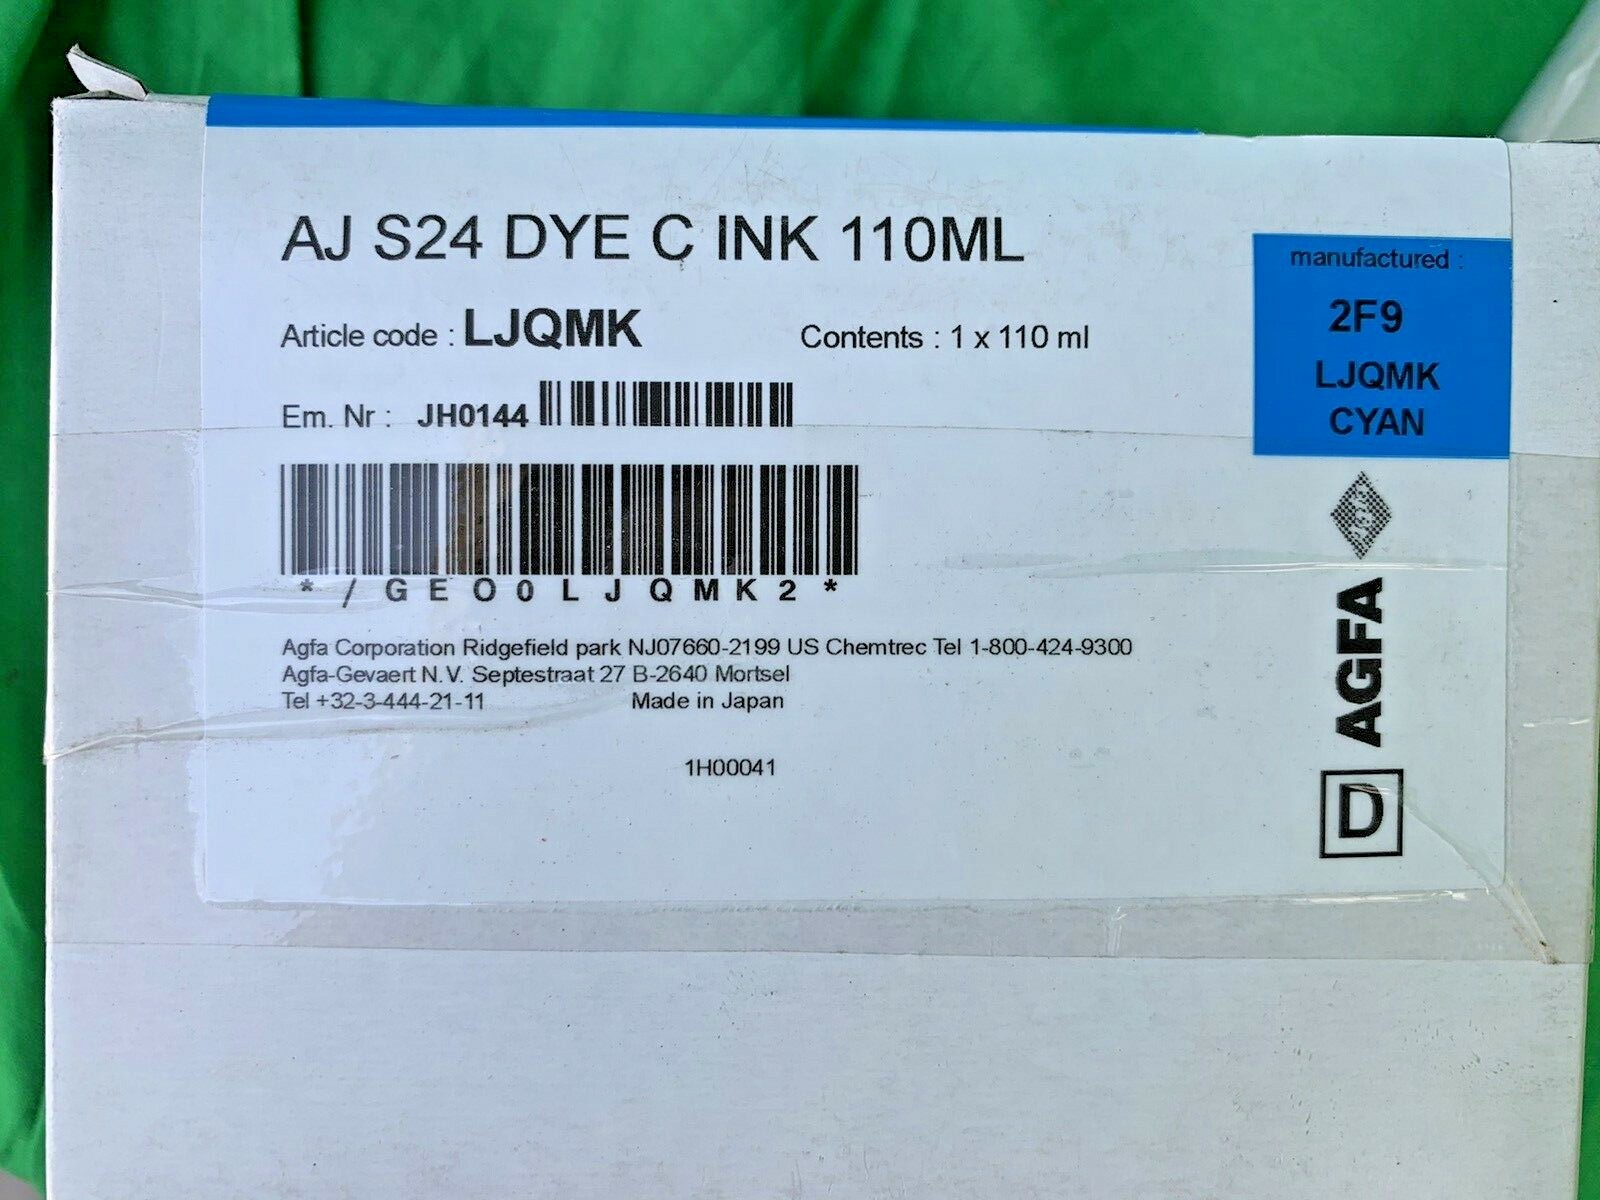 AJ S24 DYE C INK 110ML
Article code : LJQMK
Contents : 1 x 110 ml
Em. Nr : JH0144
*/GEO0LJQMK2*
Agfa Corporation Ridgefield park NJ07660-2199 US Chemtrec Tel 1-800-424-9300
Agfa-Gevaert N.V. Septestraat 27 B-2640 Mortsel
Tel +32-3-444-21-11 Made in Japan
1H00041
manufactured :
2F9
LJQMK
CYAN
AGFA
AGFA
D